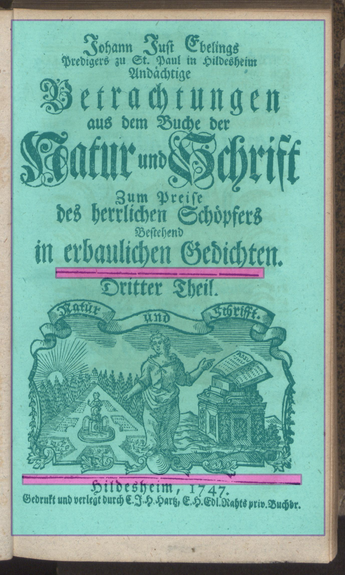 Johann Just Ebelings
Predigers zu St. Paul in Hildesheim
Andächtige
Betrachtungen
aus dem Buche der
Natur und Schrift
Zum Preise
des herrlichen Schöpfers
Bestehend
in erbaulichen Gedichten.
Dritter Theil.
Natur und Schrifft.
Hildesheim, 1747.
Gedrukt und verlegt durch C. J. H. Hartz, E. H. Edl. Rahts priv. Buchdr.